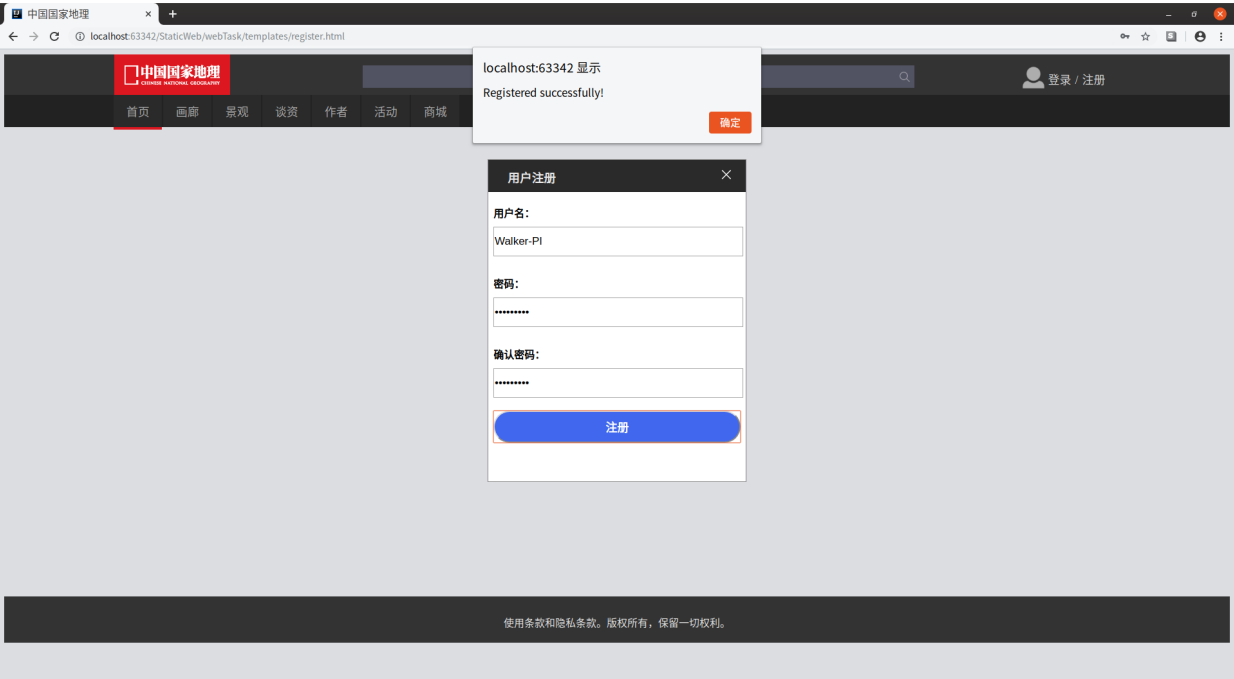 中国国家地理
localhost:63342/StaticWeb/webTask/templates/register.html
localhost:63342 显示
Registered successfully!
确定
中国国家地理
CHINESE NATIONAL GEOGRAPHY
登录 / 注册
首页 画廊 景观 谈资 作者 活动 商城
用户注册
用户名:
Walker-PI
密码:
•••••••••
确认密码:
•••••••••
注册
使用条款和隐私条款。版权所有，保留一切权利。